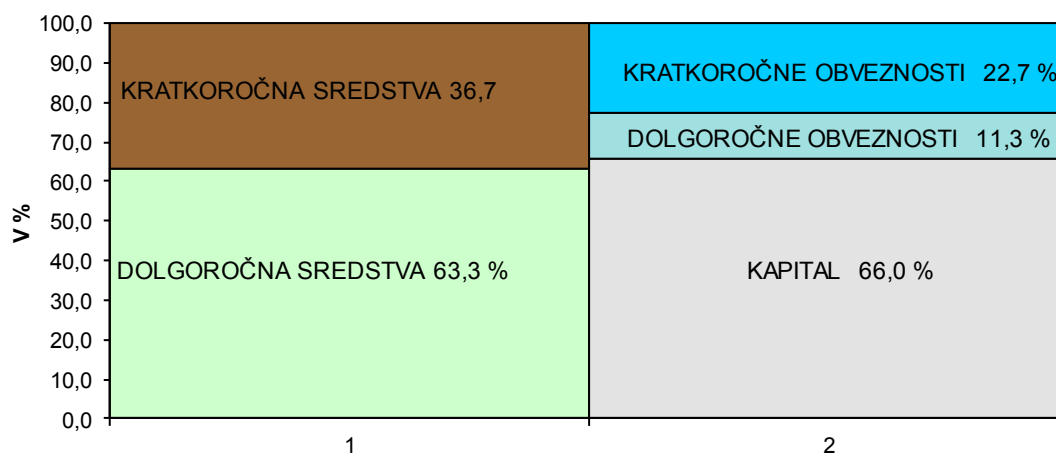 100,0
90,0
80,0
70,0
60,0
50,0
40,0
30,0
20,0
10,0
0,0
V %
KRATKOROČNA SREDSTVA 36,7
DOLGOROČNA SREDSTVA 63,3 %
KRATKOROČNE OBVEZNOSTI 22,7 %
DOLGOROČNE OBVEZNOSTI 11,3 %
KAPITAL 66,0 %
1
2